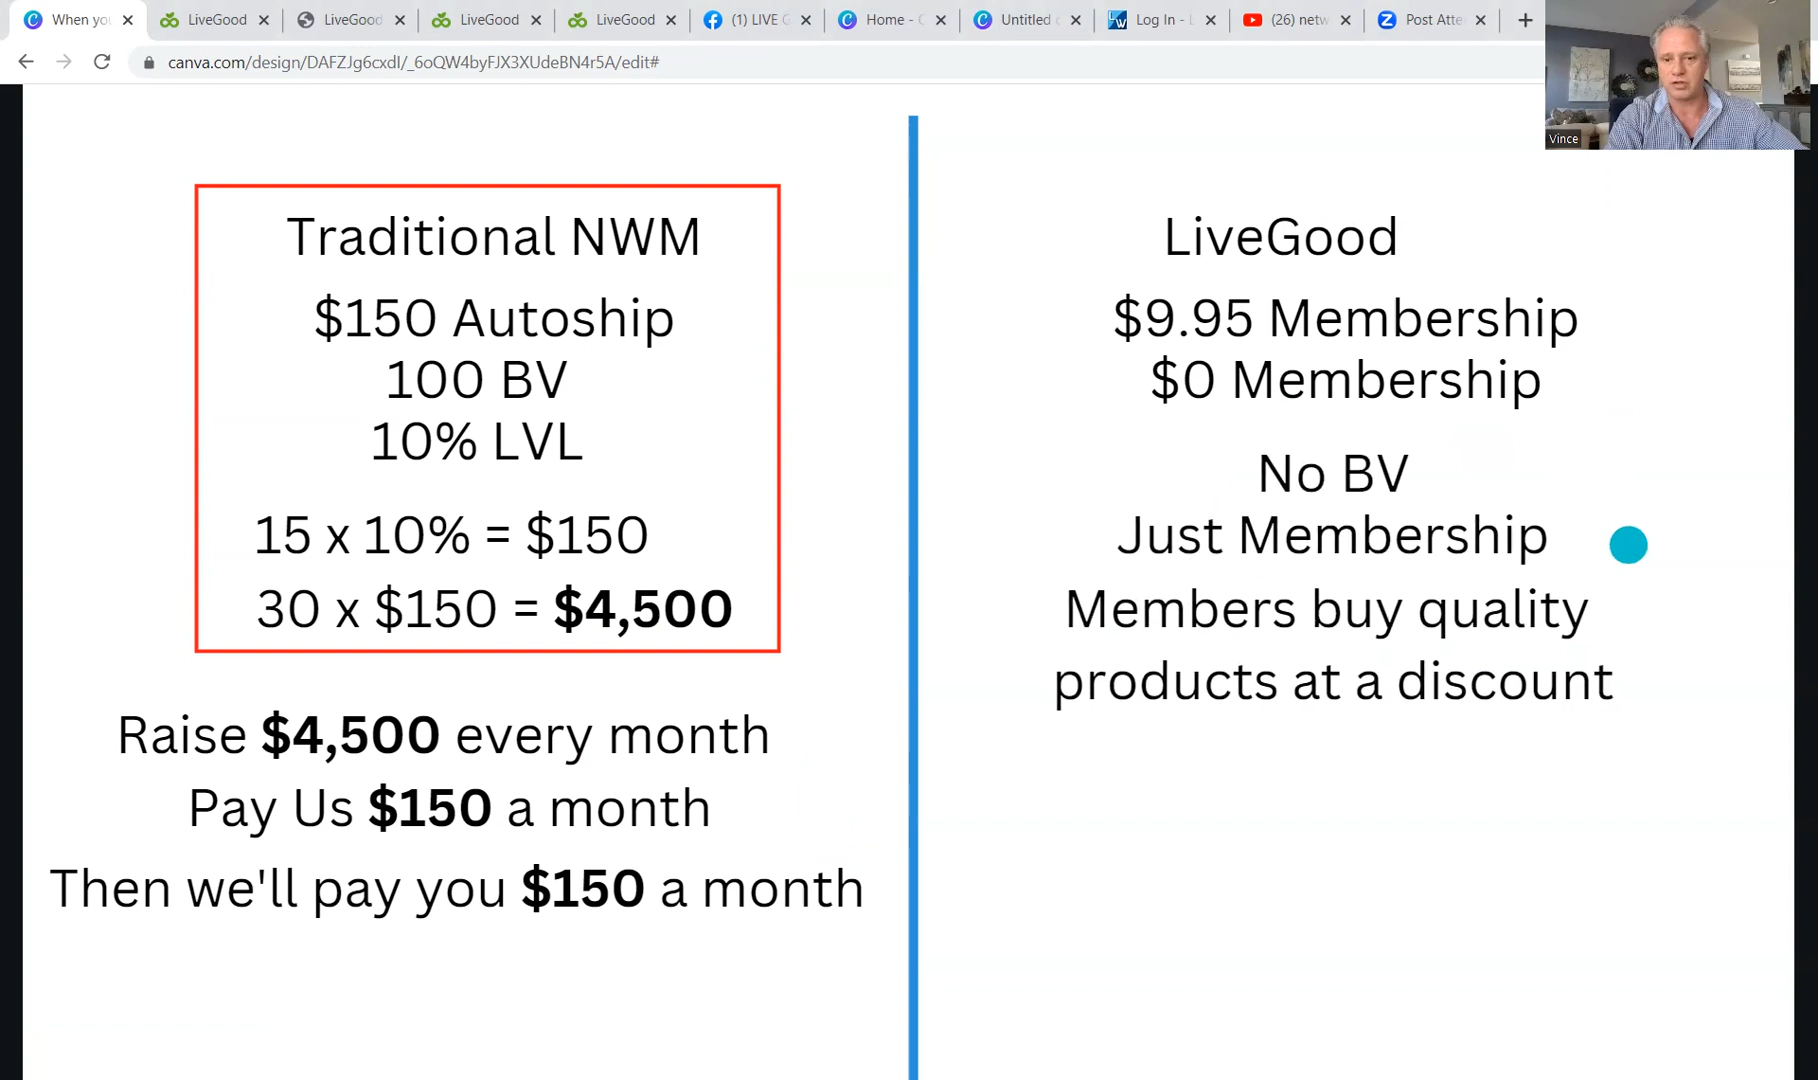 When you
LiveGood
LiveGood
LiveGood
LiveGood
(1) LIVE G
Home - C
Untitled
Log In - L
(26) netw
Post Atte
canva.com/design/DAFZJg6cxdI/_6oQW4byFJX3XUdeBN4r5A/edit#
Vince
Traditional NWM
$150 Autoship
100 BV
10% LVL
15 x 10% = $150
30 x $150 = $4,500
Raise $4,500 every month
Pay Us $150 a month
Then we'll pay you $150 a month
LiveGood
$9.95 Membership
$0 Membership
No BV
Just Membership
Members buy quality
products at a discount